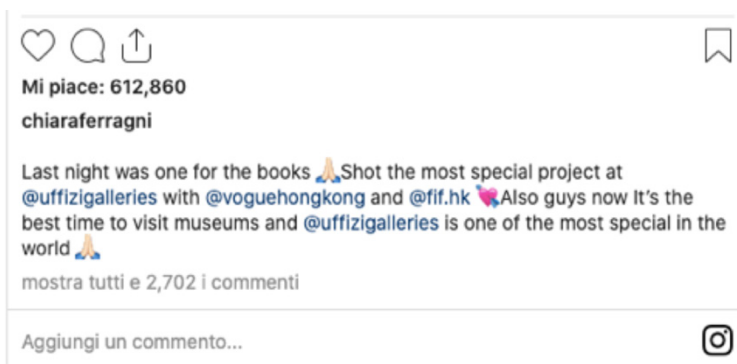 Mi piace: 612,860
chiaraferragni
Last night was one for the books 🙏🏻Shot the most special project at
@uffizigalleries with @voguehongkong and @fif.hk 💘Also guys now It’s the
best time to visit museums and @uffizigalleries is one of the most special in the
world 🙏🏻
mostra tutti e 2,702 i commenti
Aggiungi un commento...